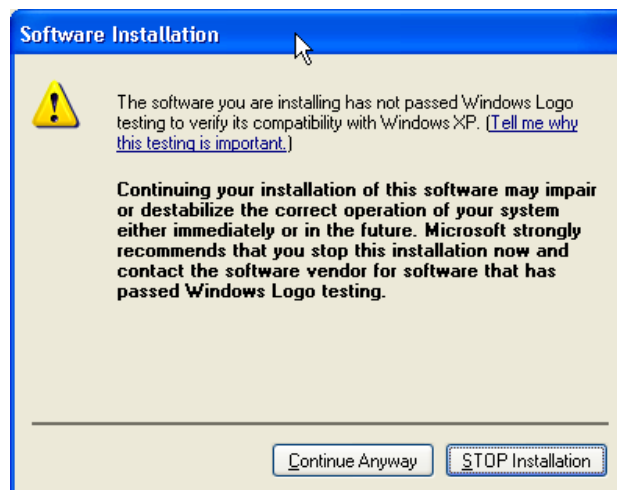 Software Installation
The software you are installing has not passed Windows Logo
testing to verify its compatibility with Windows XP. (Tell me why
this testing is important.)
Continuing your installation of this software may impair
or destabilize the correct operation of your system
either immediately or in the future. Microsoft strongly
recommends that you stop this installation now and
contact the software vendor for software that has
passed Windows Logo testing.
Continue Anyway
STOP Installation